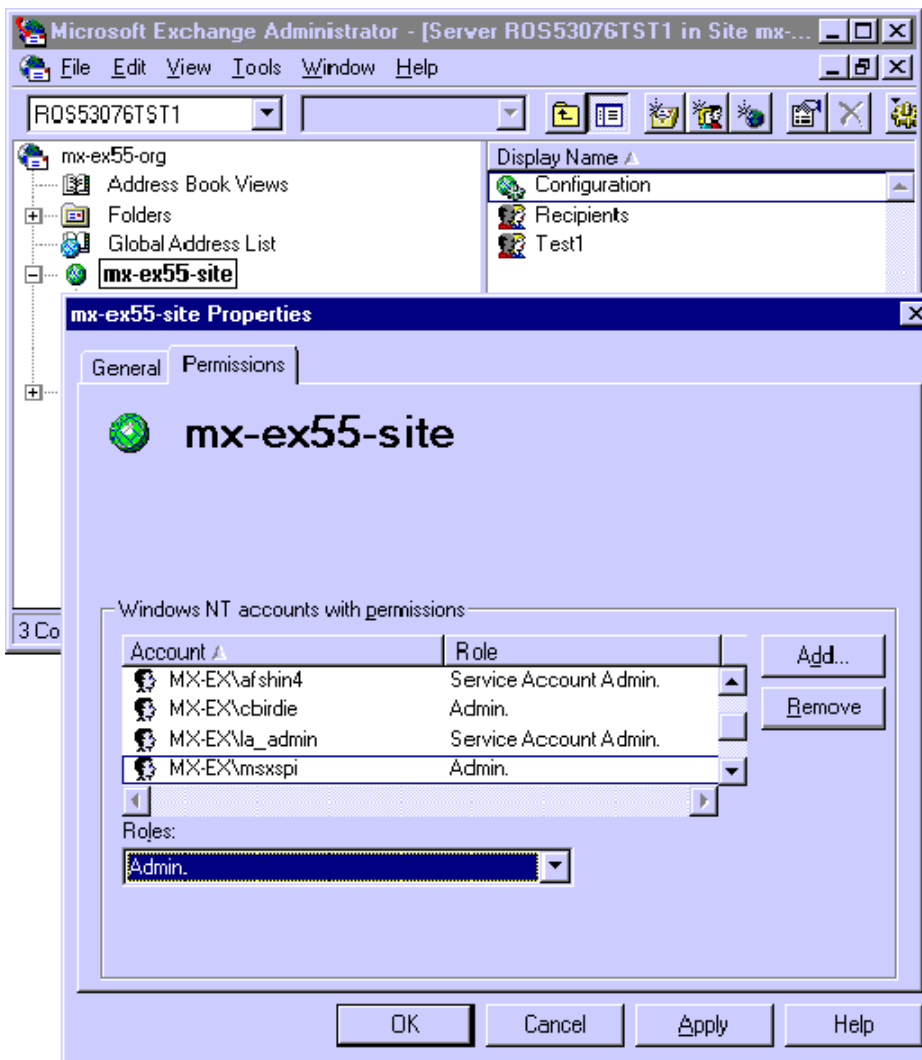 Microsoft Exchange Administrator - [Server ROS53076TST1 in Site mx-...
File Edit View Tools Window Help
ROS53076TST1
mx-ex55-org
Address Book Views
Folders
Global Address List
mx-ex55-site
Display Name
Configuration
Recipients
Test1
3 Co
mx-ex55-site Properties
General Permissions
mx-ex55-site
Windows NT accounts with permissions
Account Role
MX-EX\afshin4 Service Account Admin.
MX-EX\cbirdie Admin.
MX-EX\la_admin Service Account Admin.
MX-EX\msxspi Admin.
Add...
Remove
Roles:
Admin.
OK Cancel Apply Help